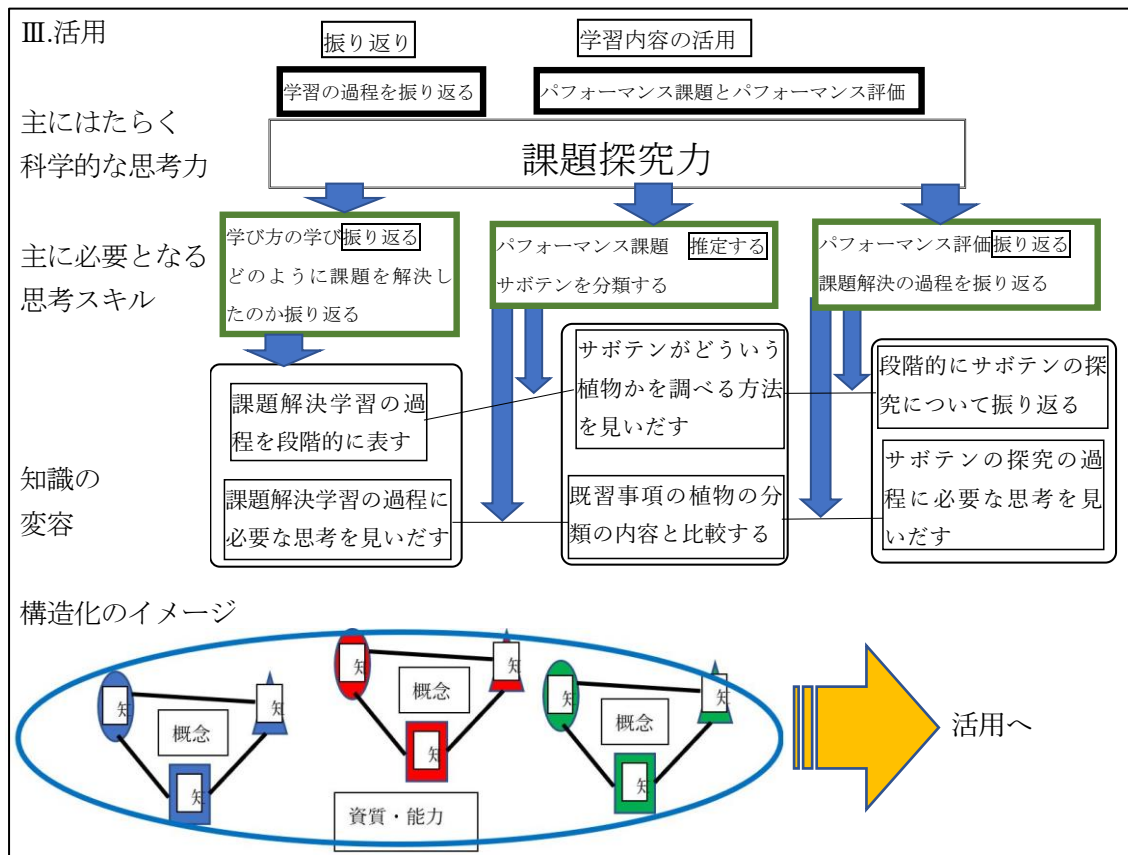 Ⅲ.活用
振り返り
学習内容の活用
学習の過程を振り返る
パフォーマンス課題とパフォーマンス評価
主にはたらく
科学的な思考力
課題探究力
主に必要となる
思考スキル
学び方の学び振り返る
どのように課題を解決し
たのか振り返る
パフォーマンス課題 推定する
サボテンを分類する
パフォーマンス評価振り返る
課題解決の過程を振り返る
知識の
変容
課題解決学習の過
程を段階的に表す
課題解決学習の過程に
必要な思考を見いだす
サボテンがどういう
植物かを調べる方法
を見いだす
既習事項の植物の分
類の内容と比較する
段階的にサボテンの探
究について振り返る
サボテンの探究の過
程に必要な思考を見
いだす
構造化のイメージ
知
知
概念
知
知
知
概念
知
知
知
概念
知
資質・能力
活用へ